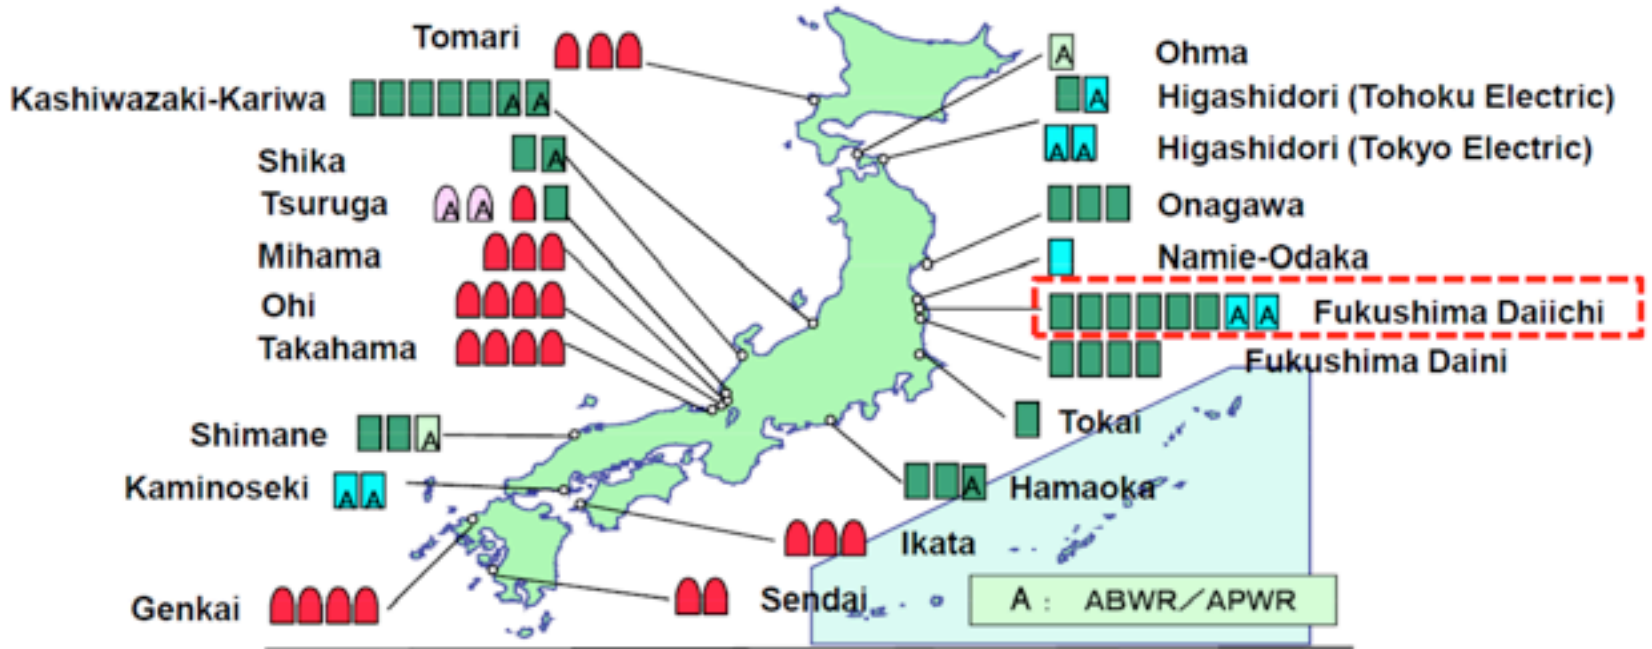 Tomari
Kashiwazaki-Kariwa A A
Shika A
Tsuruga A A
Mihama
Ohi
Takahama
Shimane A
Kaminoseki A A
Genkai
A Ohma
A Higashidori (Tohoku Electric)
A A Higashidori (Tokyo Electric)
Onagawa
Namie-Odaka
A A Fukushima Daiichi
Fukushima Daini
Tokai
A Hamaoka
Ikata
Sendai
A : ABWR／APWR